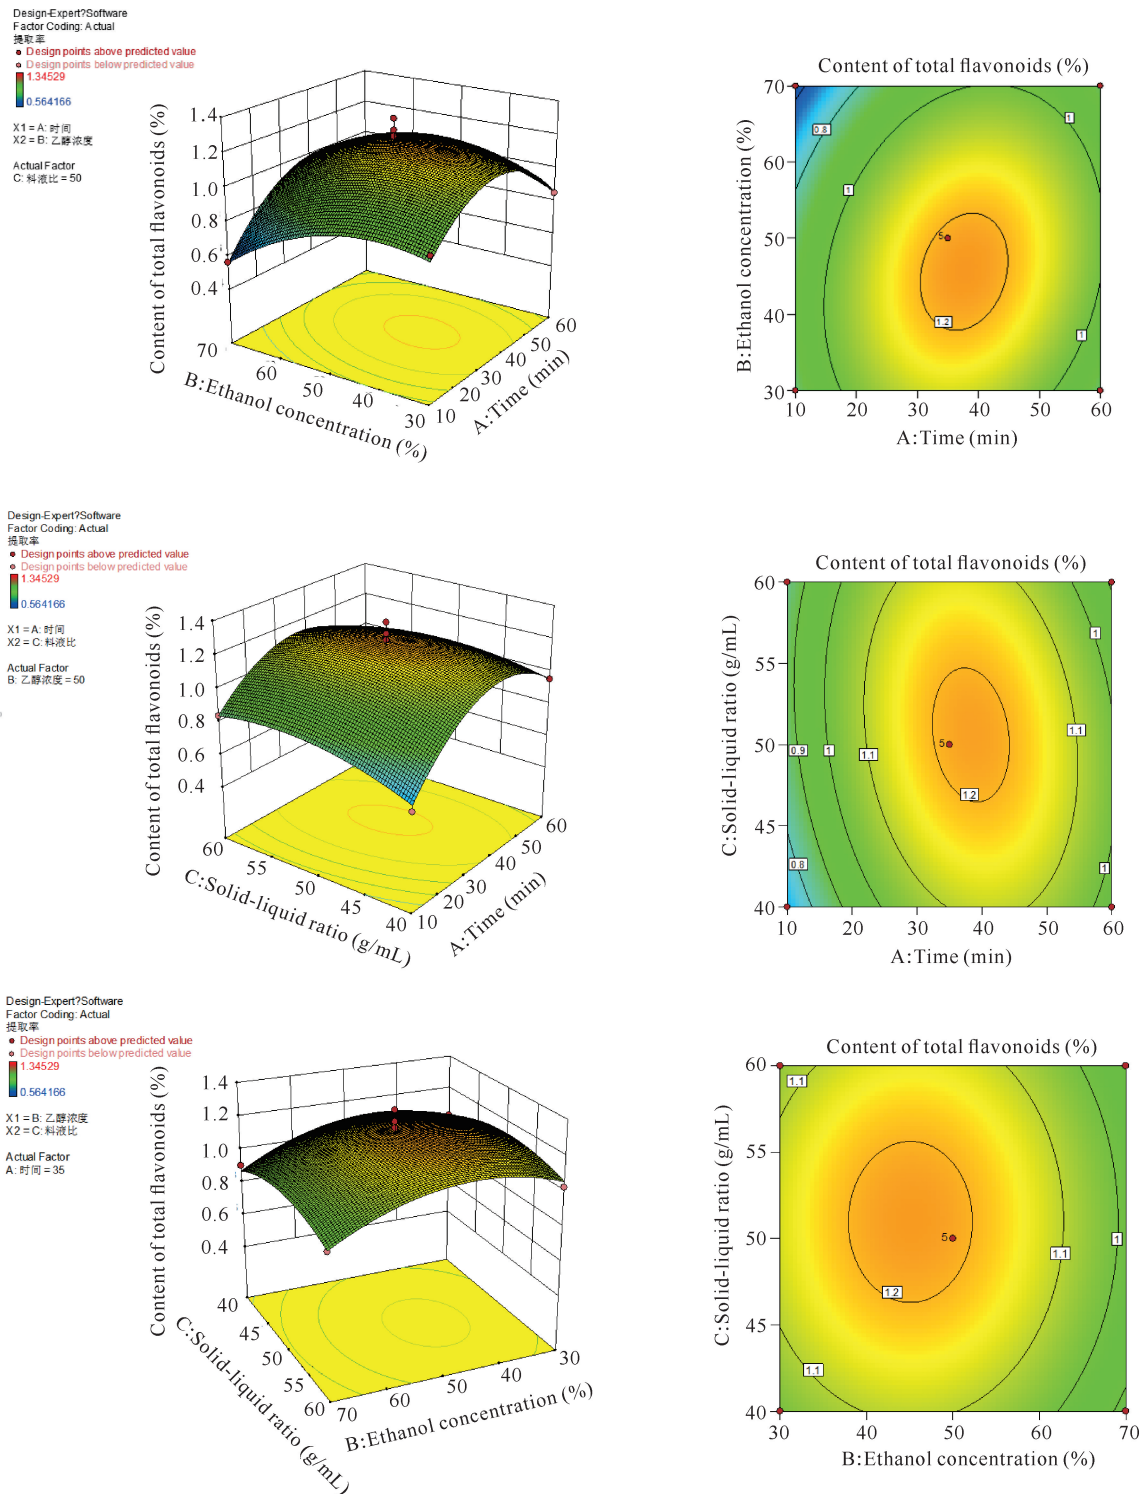 Design-Expert?Software
Factor Coding: Actual
提取率
Design points above predicted value
Design points below predicted value
1.34529
0.564166
X1 = A: 时间
X2 = B: 乙醇浓度
Actual Factor
C: 料液比 = 50
Content of total flavonoids (%)
1.4
1.2
1.0
0.8
0.6
0.4
70
60
50
40
30
B:Ethanol concentration (%)
10
20
30
40
50
60
A:Time (min)
Content of total flavonoids (%)
B:Ethanol concentration (%)
70
60
50
40
30
0.8
1
1
5
1.2
1
10
20
30
40
50
60
A:Time (min)
Design-Expert?Software
Factor Coding: Actual
提取率
Design points above predicted value
Design points below predicted value
1.34529
0.564166
X1 = A: 时间
X2 = C: 料液比
Actual Factor
B: 乙醇浓度 = 50
Content of total flavonoids (%)
1.4
1.2
1.0
0.8
0.4
60
55
50
45
40
C:Solid-liquid ratio (g/mL)
10
20
30
40
50
60
A:Time (min)
Content of total flavonoids (%)
C:Solid-liquid ratio (g/mL)
60
55
50
45
40
1
0.9
1
1.1
5
1.1
1.2
0.8
1
10
20
30
40
50
60
A:Time (min)
Design-Expert?Software
Factor Coding: Actual
提取率
Design points above predicted value
Design points below predicted value
1.34529
0.564166
X1 = B: 乙醇浓度
X2 = C: 料液比
Actual Factor
A: 时间 = 35
Content of total flavonoids (%)
1.4
1.2
1.0
0.8
0.6
0.4
40
45
50
55
60
C:Solid-liquid ratio (g/mL)
70
60
50
40
30
B:Ethanol concentration (%)
Content of total flavonoids (%)
C:Solid-liquid ratio (g/mL)
60
55
50
45
40
1.1
5
1
1.1
1.2
1.1
30
40
50
60
70
B:Ethanol concentration (%)